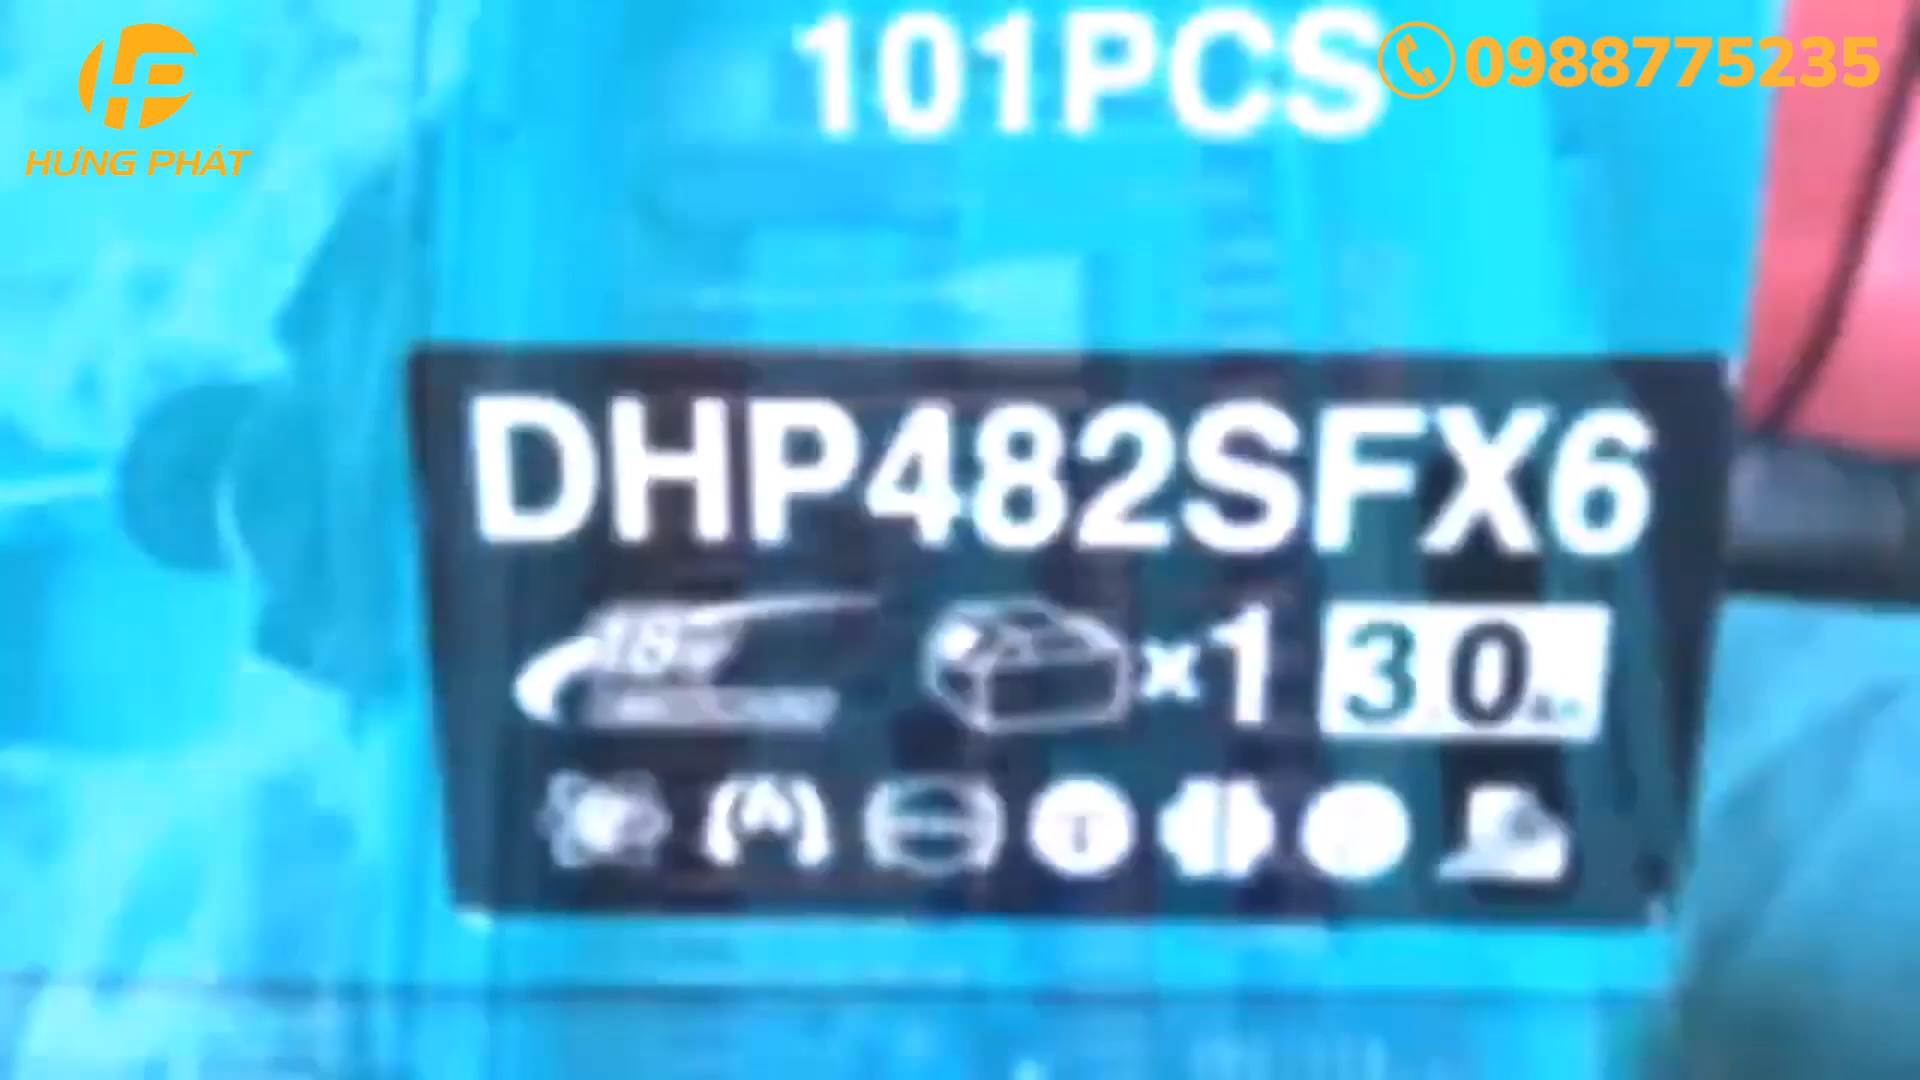 101PCS
0988775235
HƯNG PHÁT
DHP482SFX6
18V
×1 3.0